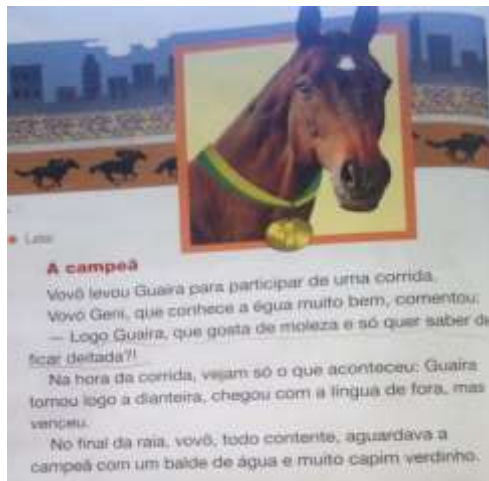 Leia:
A campeã
Vovô levou Guaíra para participar de uma corrida.
Vovó Geni, que conhece a égua muito bem, comentou:
— Logo Guaíra, que gosta de moleza e só quer saber de
ficar deitada?!
Na hora da corrida, vejam só o que aconteceu: Guaíra
tomou logo a dianteira, chegou com a língua de fora, mas
venceu.
No final da raia, vovô, todo contente, aguardava a
campeã com um balde de água e muito capim verdinho.